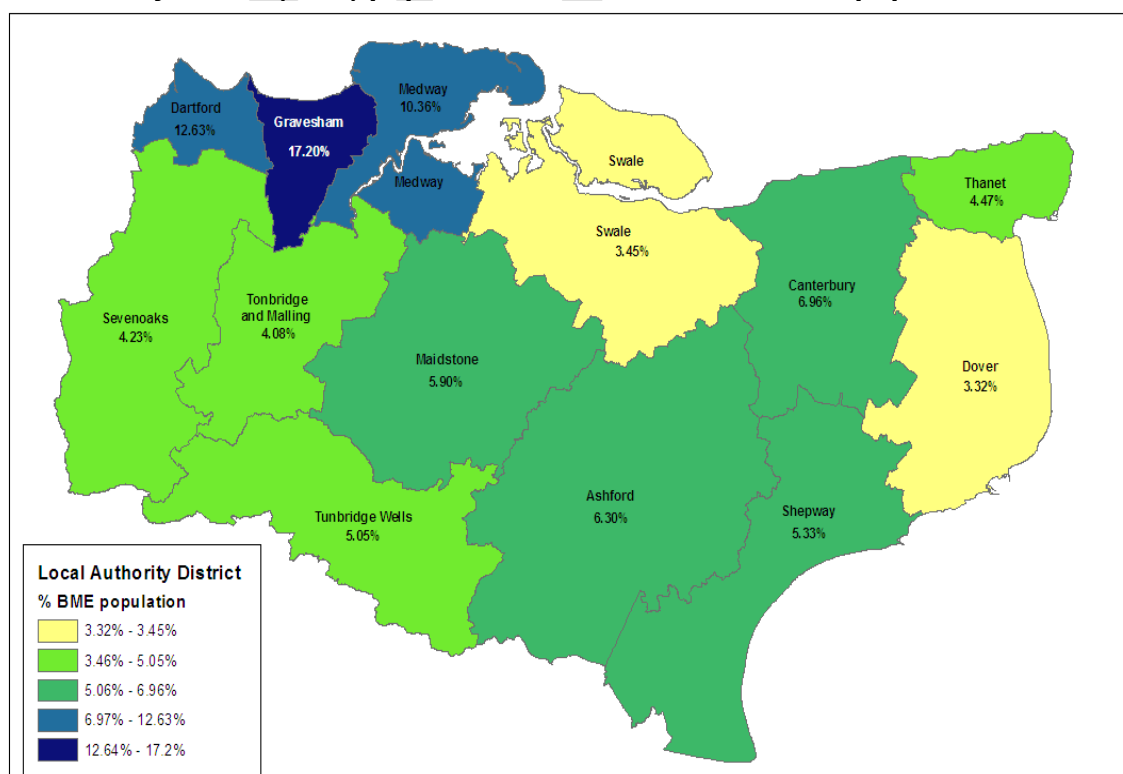 Medway
10.36%
Dartford
12.63%
Gravesham
17.20%
Swale
Medway
Thanet
4.47%
Swale
3.45%
Canterbury
6.96%
Sevenoaks
4.23%
Tonbridge
and Malling
4.08%
Maidstone
5.90%
Dover
3.32%
Ashford
6.30%
Shepway
5.33%
Tunbridge Wells
5.05%
Local Authority District
% BME population
3.32% - 3.45%
3.46% - 5.05%
5.06% - 6.96%
6.97% - 12.63%
12.64% - 17.2%